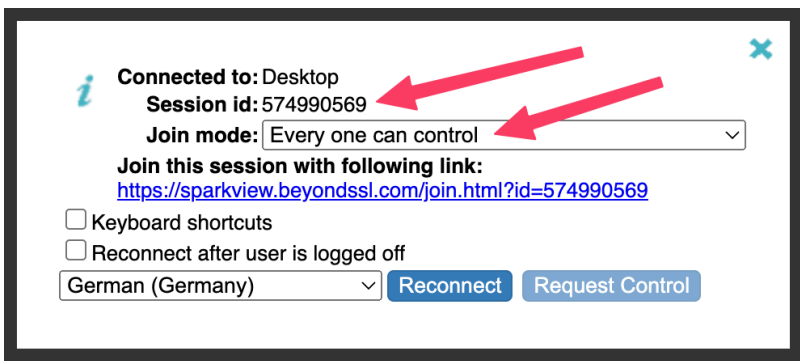 Connected to: Desktop
Session id: 574990569
Join mode: Every one can control
Join this session with following link:
https://sparkview.beyondssl.com/join.html?id=574990569
Keyboard shortcuts
Reconnect after user is logged off
German (Germany) Reconnect Request Control